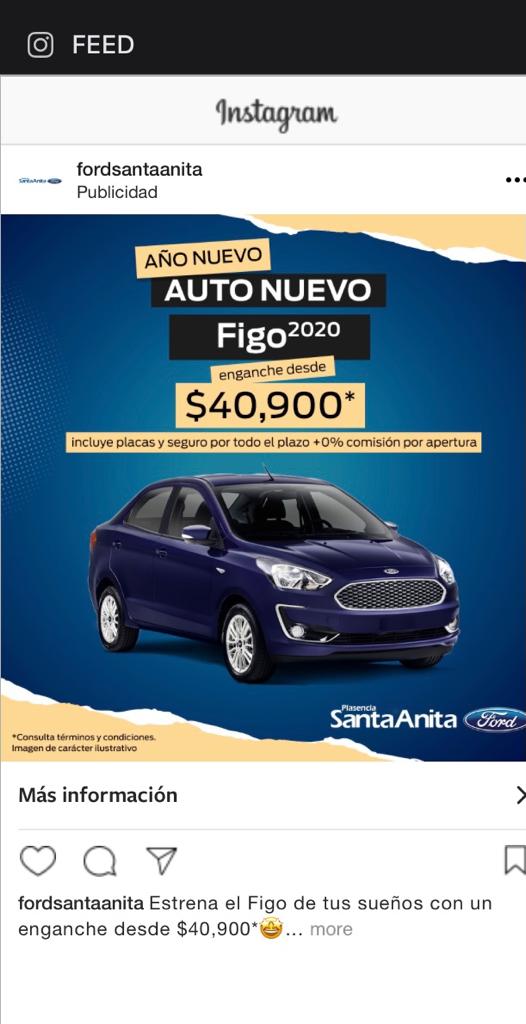 FEED
Instagram
SantaAnita Ford
fordsantaanita
Publicidad
AÑO NUEVO
AUTO NUEVO
Figo2020
enganche desde
$40,900*
incluye placas y seguro por todo el plazo +0% comisión por apertura
Plasencia
SantaAnita Ford
*Consulta términos y condiciones.
Imagen de carácter ilustrativo
Más información
fordsantaanita Estrena el Figo de tus sueños con un
enganche desde $40,900*🤩... more